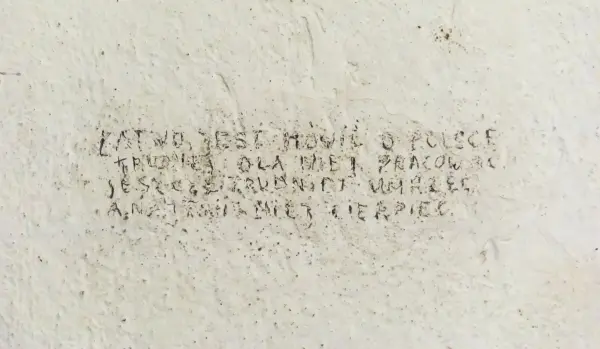 ŁATWO JEST MÓWIĆ O POLSCE
TRUDNIEJ DLA NIEJ PRACOWAĆ
JESZCZE TRUDNIEJ UMRZEĆ
A NAJTRUDNIEJ CIERPIEĆ